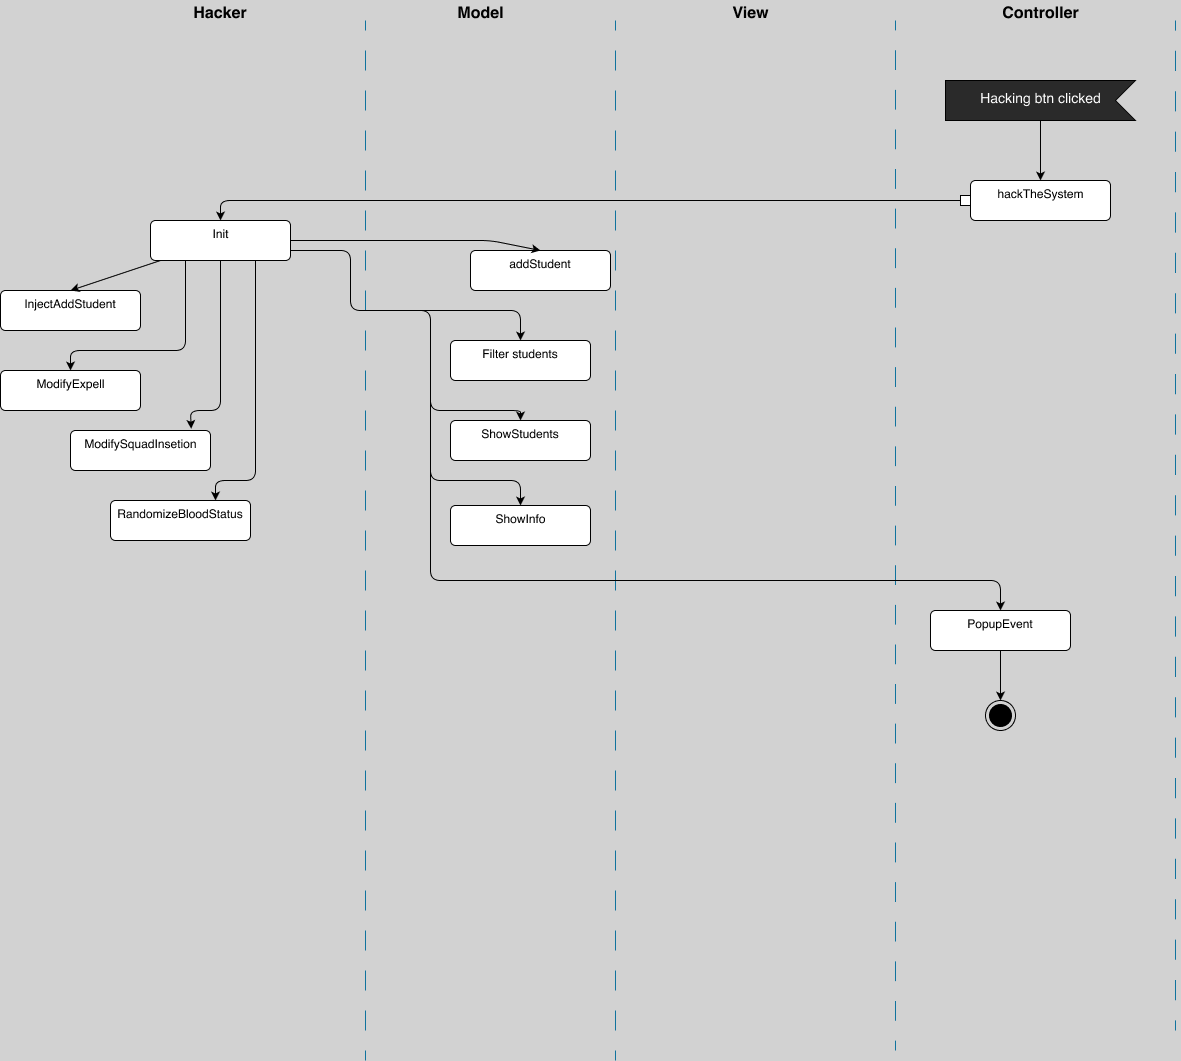 Hacker
Model
View
Controller
Hacking btn clicked
hackTheSystem
Init
addStudent
InjectAddStudent
Filter students
ModifyExpell
ShowStudents
ModifySquadInsetion
RandomizeBloodStatus
ShowInfo
PopupEvent